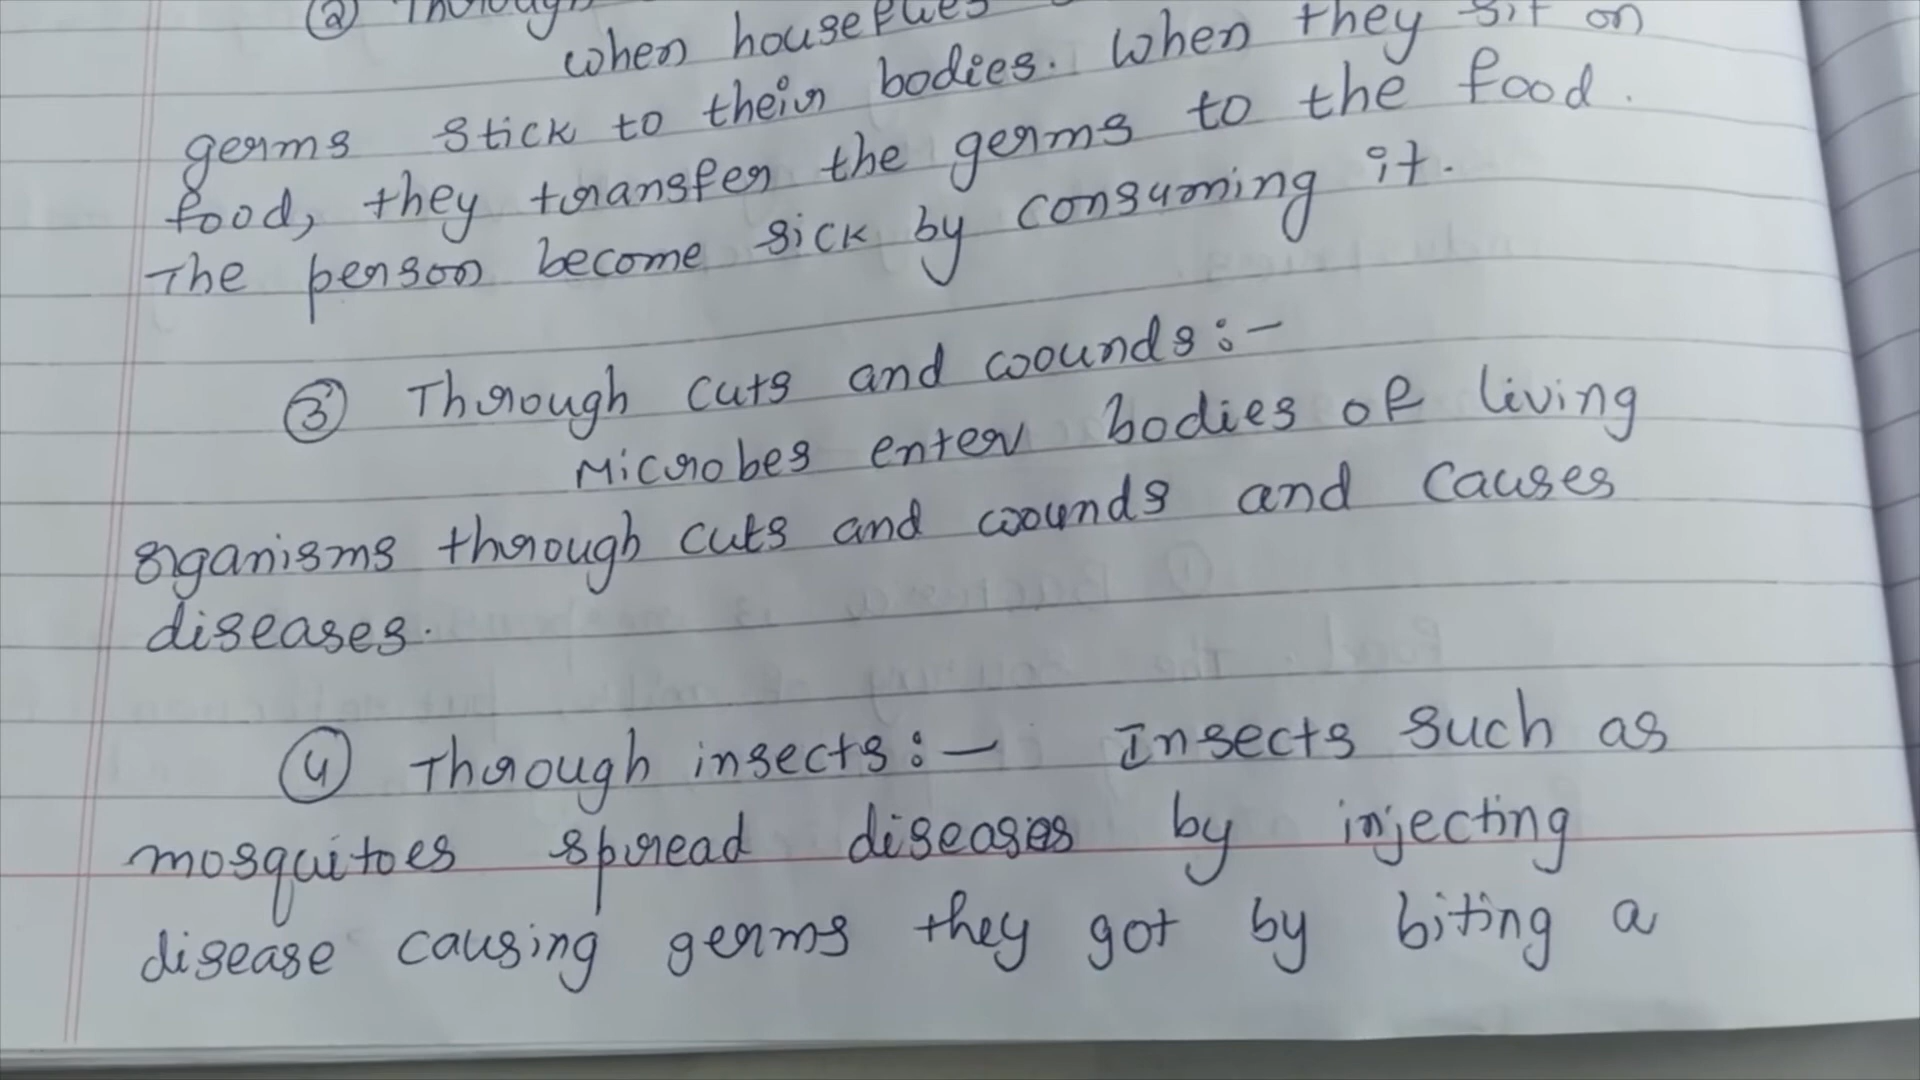 ② Through
when houseflies
germs stick to their bodies. When they sit on
food, they transfer the germs to the food.
The person become sick by consuming it.
③ Through cuts and wounds:-
Microbes enter bodies of living
organisms through cuts and wounds and causes
diseases.
④ Through insects:- Insects such as
mosquitoes spread diseases by injecting
disease causing germs they got by biting a